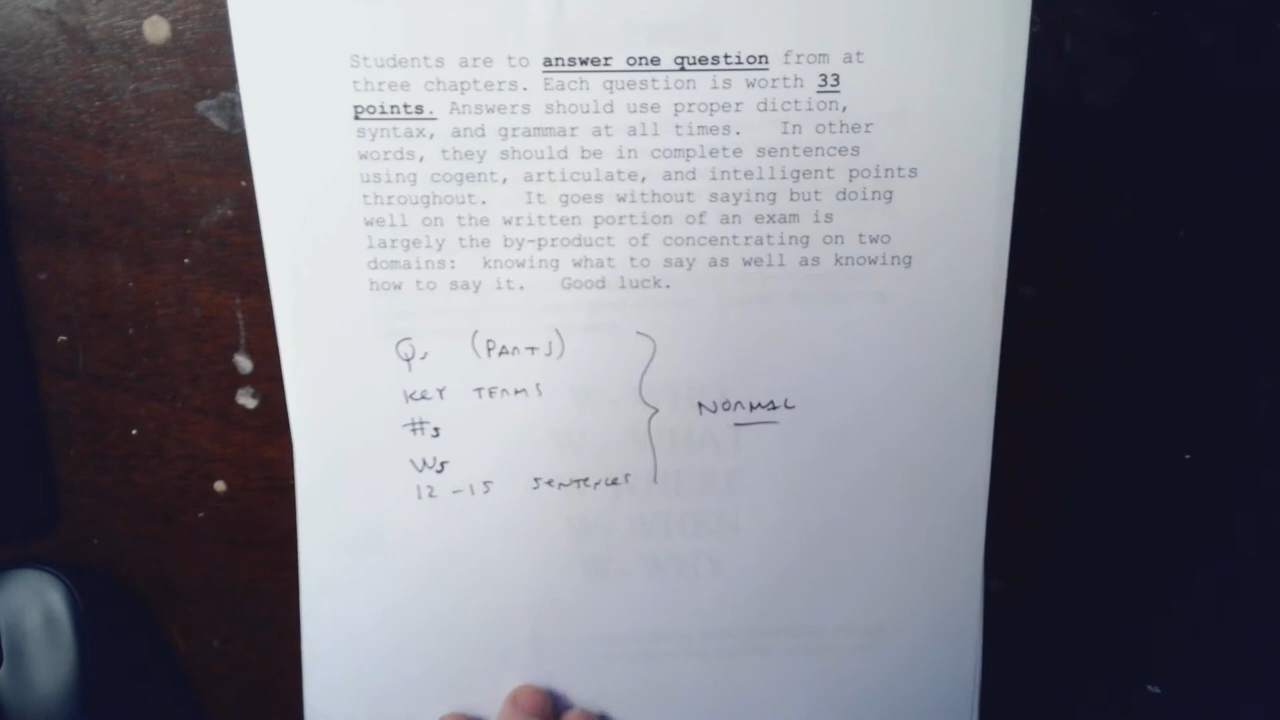 Students are to answer one question from at
three chapters. Each question is worth 33
points. Answers should use proper diction,
syntax, and grammar at all times. In other
words, they should be in complete sentences
using cogent, articulate, and intelligent points
throughout. It goes without saying but doing
well on the written portion of an exam is
largely the by-product of concentrating on two
domains: knowing what to say as well as knowing
how to say it. Good luck.
Qs (PARTS)
KEY TERMS
#s
Ws
12-15 SENTENCES
NORMAL